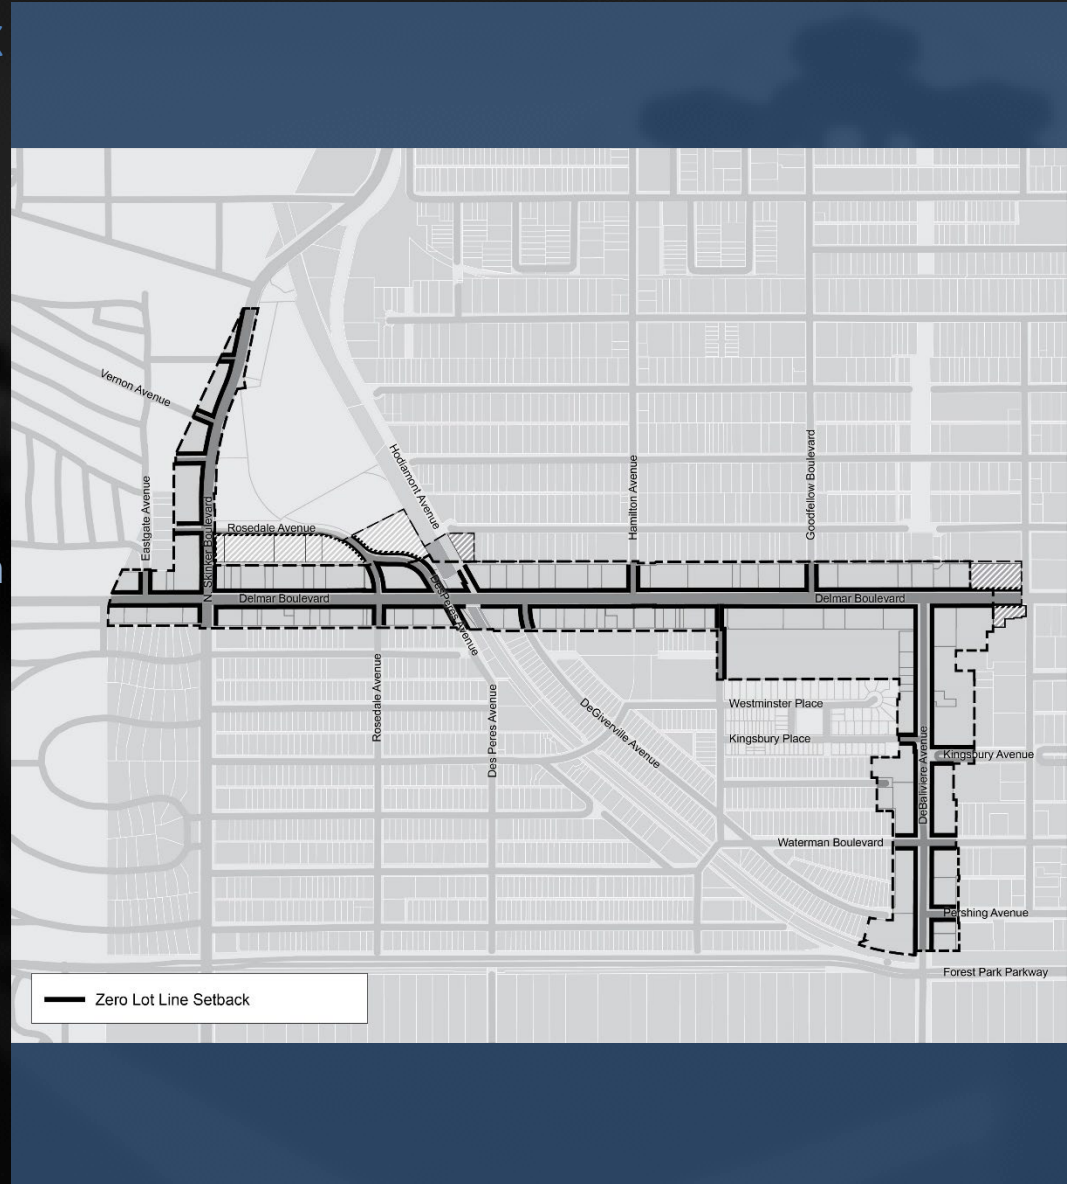 Vernon Avenue
Eastgate Avenue
N. Skinker Boulevard
Rosedale Avenue
Hodiamont Avenue
Hamilton Avenue
Goodfellow Boulevard
Delmar Boulevard
DesPeres Avenue
Delmar Boulevard
Rosedale Avenue
Des Peres Avenue
DeGiverville Avenue
Westminster Place
Kingsbury Place
DeBaliviere Avenue
Kingsbury Avenue
Waterman Boulevard
Pershing Avenue
Forest Park Parkway
Zero Lot Line Setback